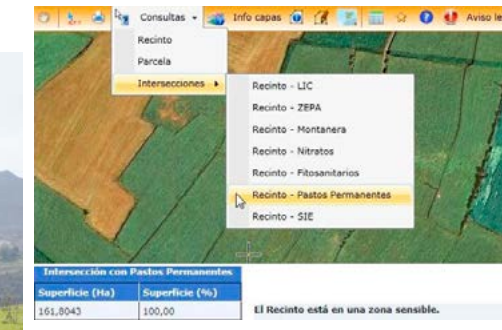 Consultas
Info capas
Aviso le
Recinto
Parcela
Intersecciones
Recinto - LIC
Recinto - ZEPA
Recinto - Montanera
Recinto - Nitratos
Recinto - Fitosanitarios
Recinto - Pastos Permanentes
Recinto - SIE
Intersección con Pastos Permanentes
Superficie (Ha) Superficie (%)
161,8043 100,00
El Recinto está en una zona sensible.